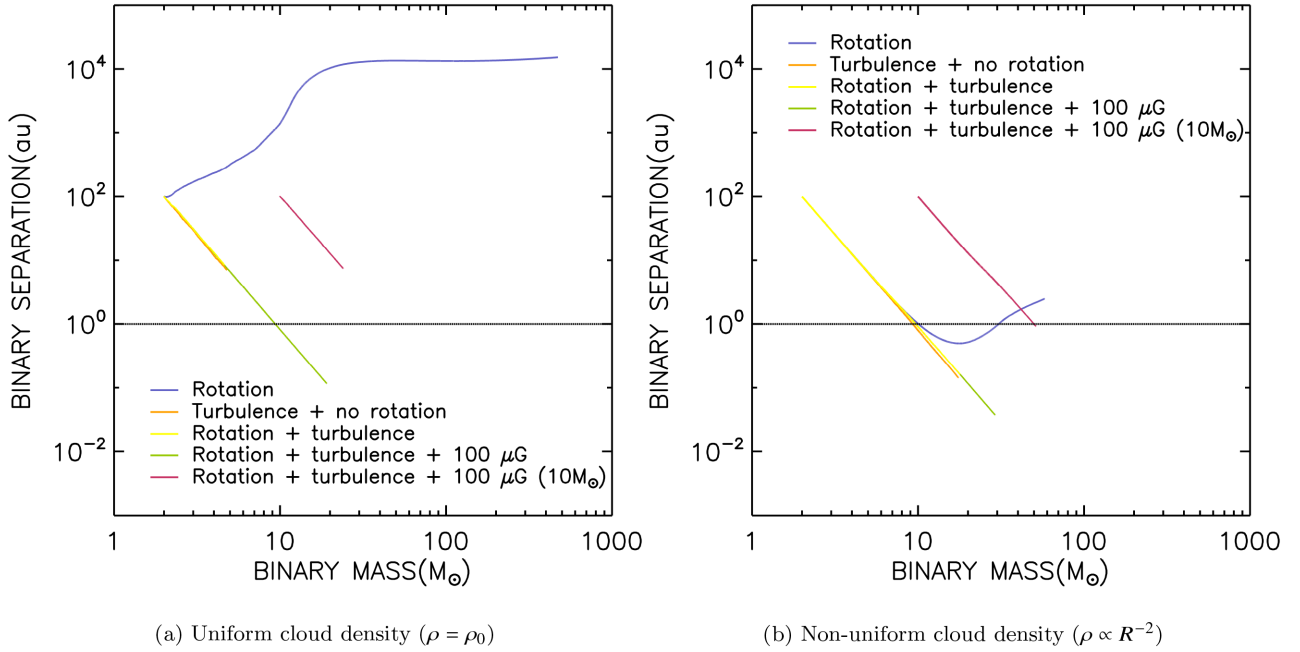 BINARY SEPARATION(au)
10⁴
10²
10⁰
10⁻²
Rotation
Turbulence + no rotation
Rotation + turbulence
Rotation + turbulence + 100 μG
Rotation + turbulence + 100 μG (10M⊙)
1 10 100 1000
BINARY MASS(M⊙)
(a) Uniform cloud density (ρ = ρ₀)
BINARY SEPARATION(au)
10⁴
10²
10⁰
10⁻²
Rotation
Turbulence + no rotation
Rotation + turbulence
Rotation + turbulence + 100 μG
Rotation + turbulence + 100 μG (10M⊙)
1 10 100 1000
BINARY MASS(M⊙)
(b) Non-uniform cloud density (ρ ∝ R⁻²)